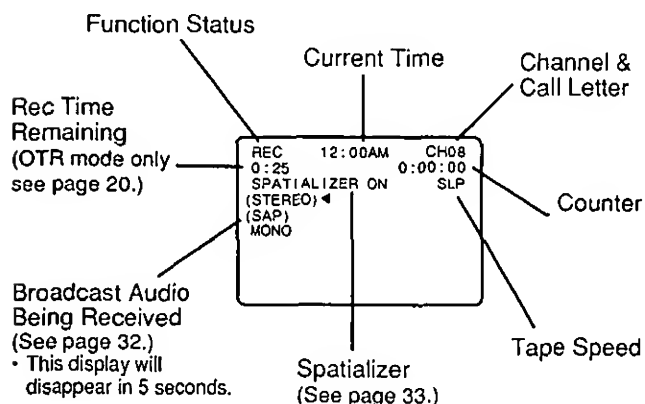 Function Status
Current Time
Channel &
Call Letter
Rec Time
Remaining
(OTR mode only
see page 20.)
REC 12:00AM CH08
0:25 0:00:00
SPATIALIZER ON SLP
(STEREO) ◄
(SAP)
MONO
Counter
Broadcast Audio
Being Received
(See page 32.)
• This display will
disappear in 5 seconds.
Spatializer
(See page 33.)
Tape Speed